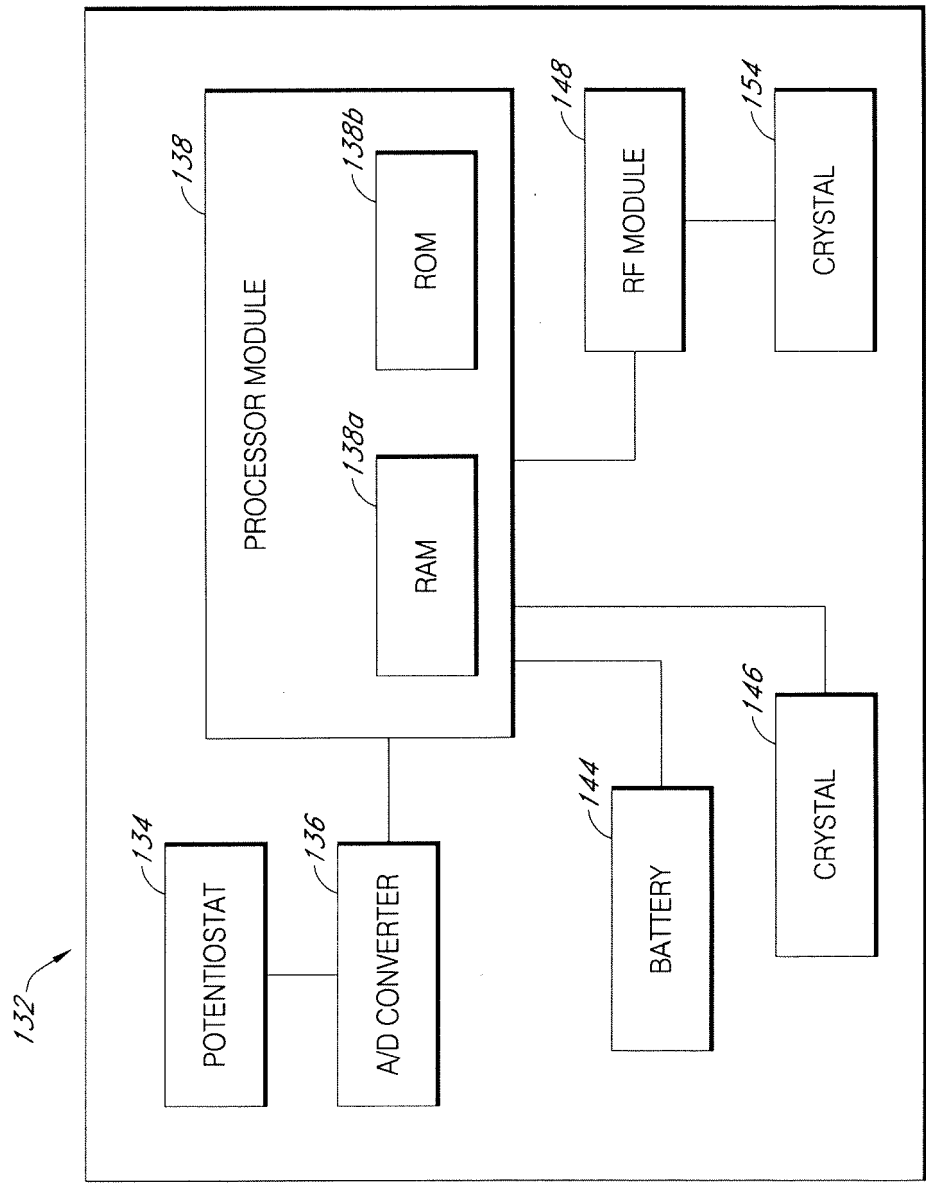 132
134
POTENTIOSTAT
136
A/D CONVERTER
138
PROCESSOR MODULE
138a
RAM
138b
ROM
144
BATTERY
146
CRYSTAL
148
RF MODULE
154
CRYSTAL